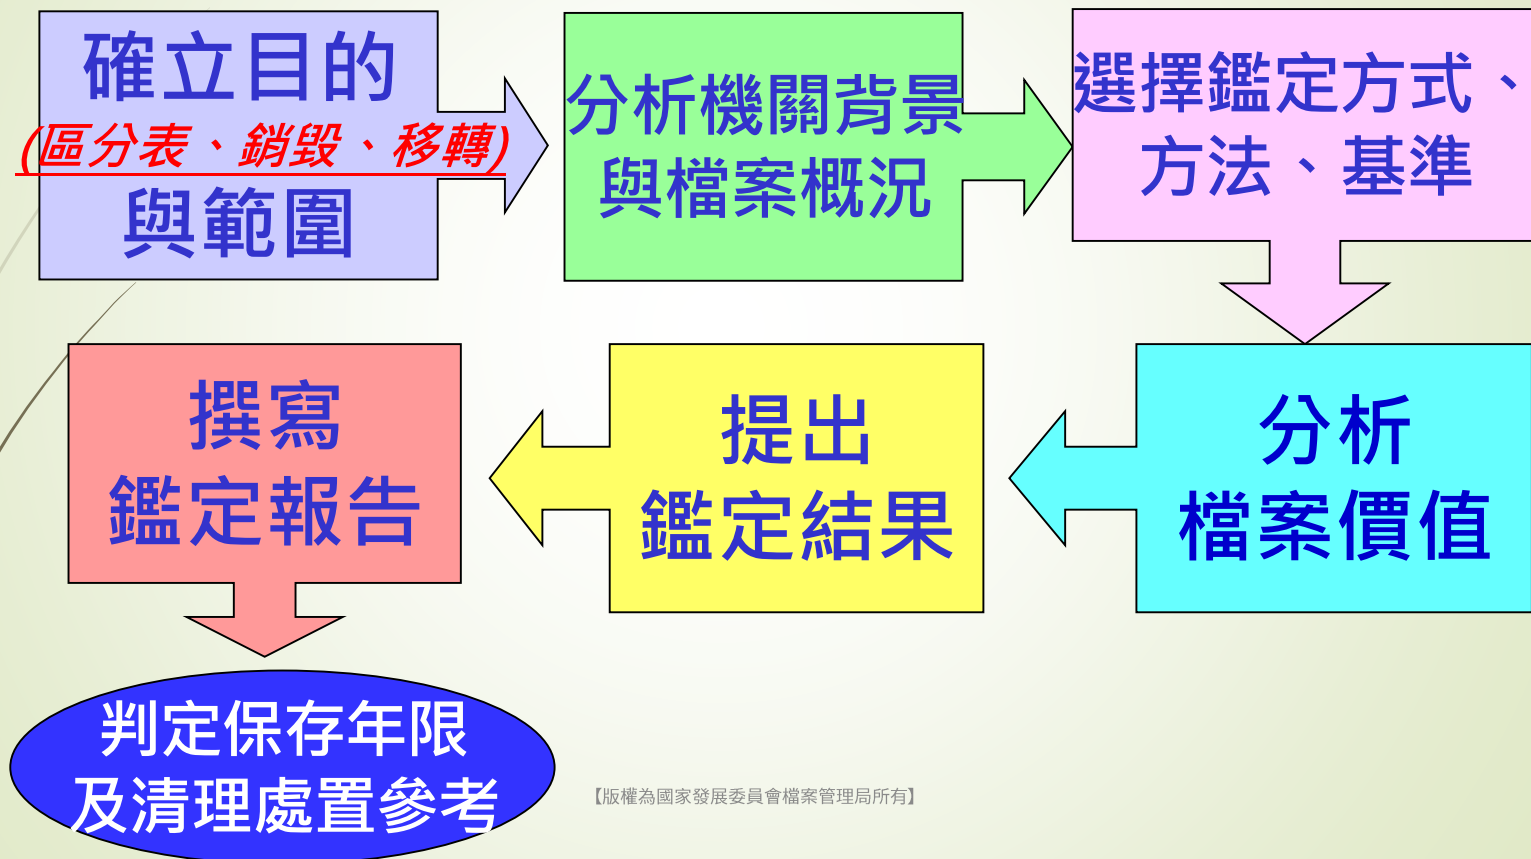 確立目的
(區分表、銷毀、移轉)
與範圍
分析機關背景
與檔案概況
選擇鑑定方式、
方法、基準
分析
檔案價值
提出
鑑定結果
撰寫
鑑定報告
判定保存年限
及清理處置參考
【版權為國家發展委員會檔案管理局所有】